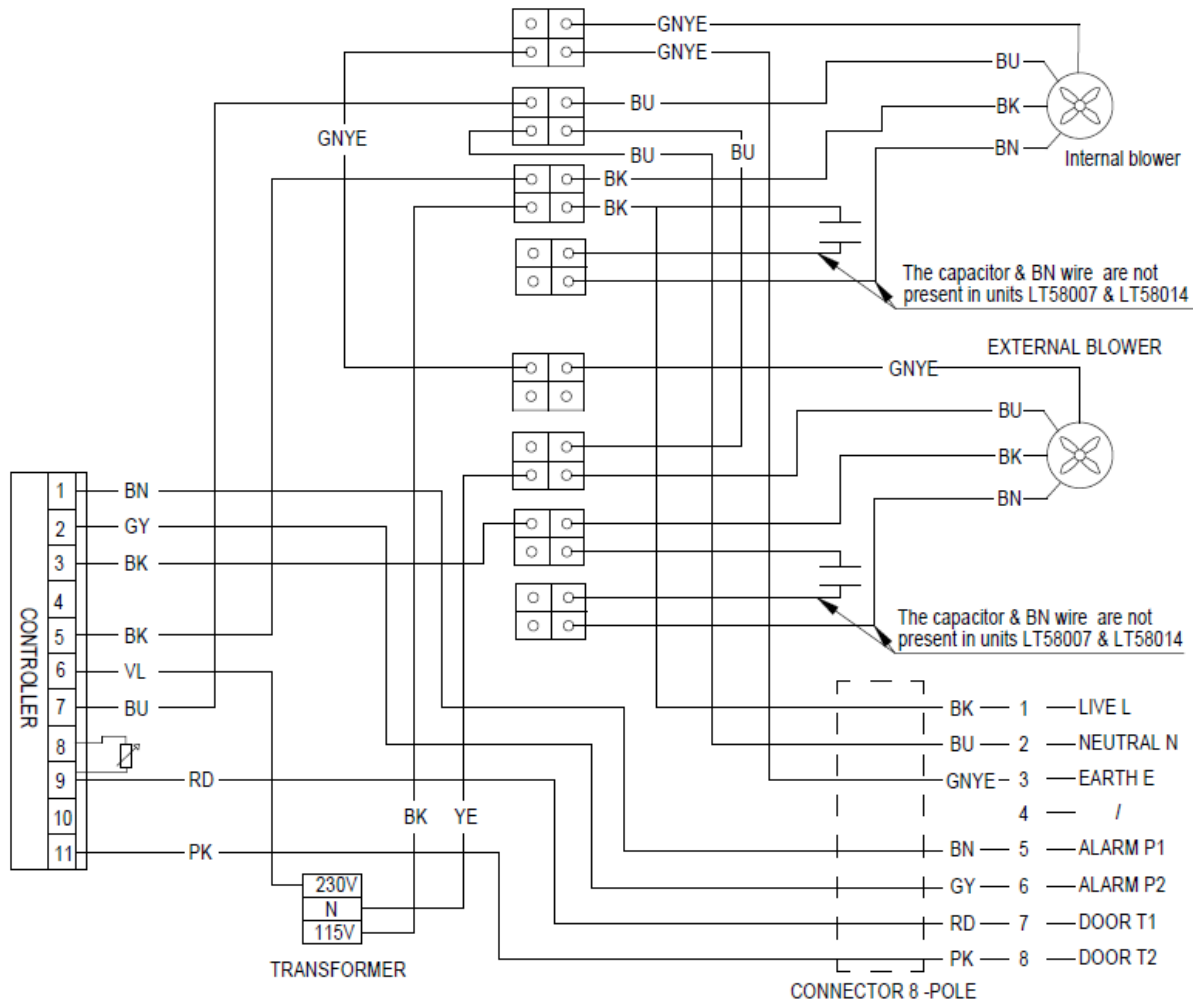 GNYE
GNYE
BU
BU
BK
GNYE
BU
BU
BN
Internal blower
BK
BK
The capacitor & BN wire are not
present in units LT58007 & LT58014
EXTERNAL BLOWER
GNYE
BU
BK
BN
The capacitor & BN wire are not
present in units LT58007 & LT58014
CONTROLLER
1 BN
2 GY
3 BK
4
5 BK
6 VL
7 BU
8
9 RD
10
11 PK
BK YE
230V
N
115V
TRANSFORMER
BK 1 LIVE L
BU 2 NEUTRAL N
GNYE 3 EARTH E
4 /
BN 5 ALARM P1
GY 6 ALARM P2
RD 7 DOOR T1
PK 8 DOOR T2
CONNECTOR 8 -POLE